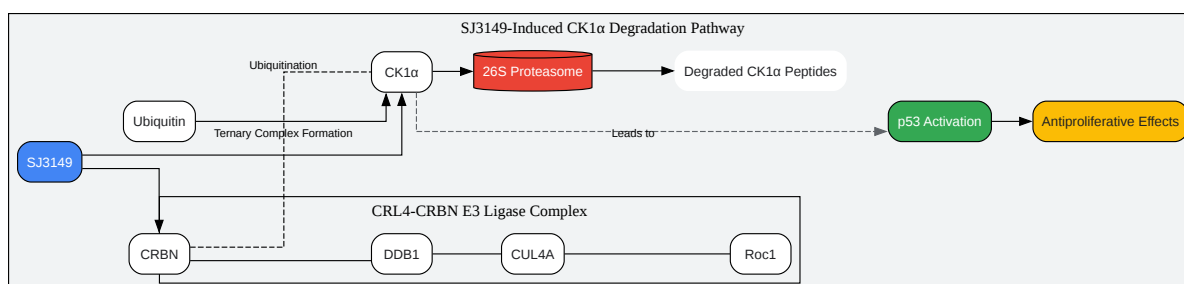 SJ3149-Induced CK1α Degradation Pathway
Ubiquitination
CK1α
26S Proteasome
Degraded CK1α Peptides
Ubiquitin
Ternary Complex Formation
Leads to
p53 Activation
Antiproliferative Effects
SJ3149
CRL4-CRBN E3 Ligase Complex
CRBN
DDB1
CUL4A
Roc1